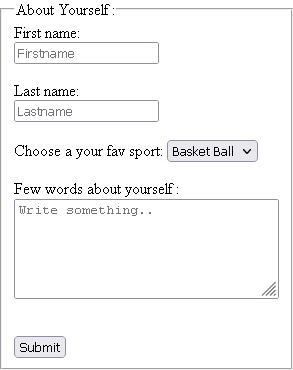 About Yourself :
First name:
Firstname
Last name:
Lastname
Choose a your fav sport: Basket Ball
Few words about yourself :
Write something..
Submit